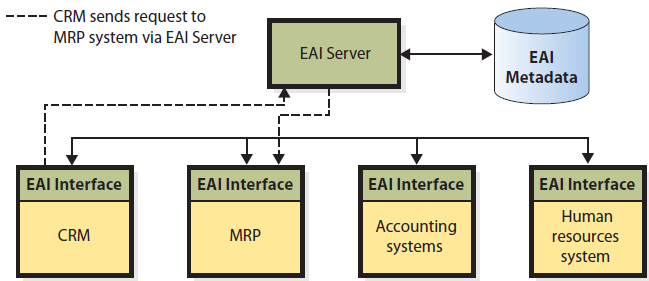 CRM sends request to
MRP system via EAI Server
EAI Server
EAI
Metadata
EAI Interface
CRM
EAI Interface
MRP
EAI Interface
Accounting
systems
EAI Interface
Human
resources
system